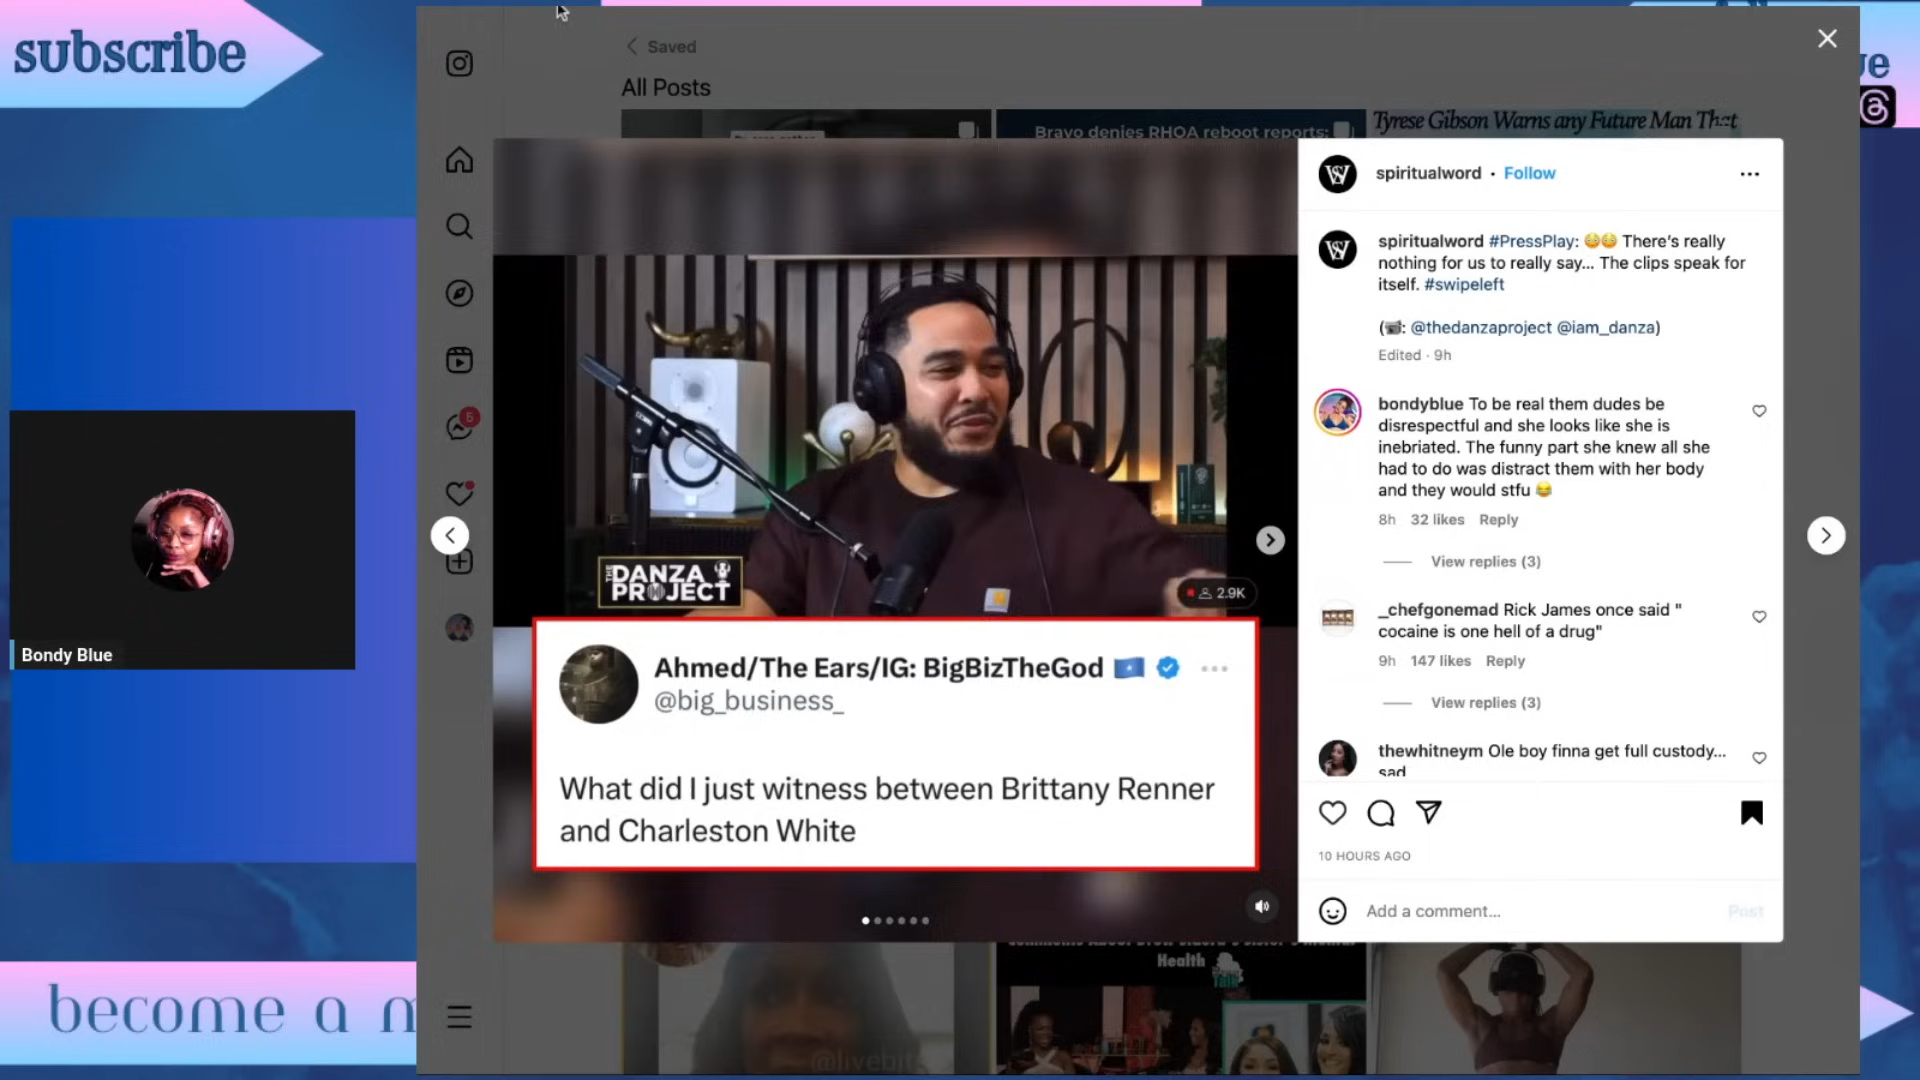 subscribe
Saved
All Posts
Bravo denies RHOA reboot reports:
Tyrese Gibson Warns any Future Man That
ve
5
Bondy Blue
THE DANZA
PROJECT
2.9K
Ahmed/The Ears/IG: BigBizTheGod
@big_business_
What did I just witness between Brittany Renner
and Charleston White
spiritualword • Follow
spiritualword #PressPlay: 😳😳 There's really
nothing for us to really say... The clips speak for
itself. #swipeleft
(📹: @thedanzaproject @iam_danza)
Edited · 9h
bondyblue To be real them dudes be
disrespectful and she looks like she is
inebriated. The funny part she knew all she
had to do was distract them with her body
and they would stfu 😂
8h 32 likes Reply
View replies (3)
_chefgonemad Rick James once said "
cocaine is one hell of a drug"
9h 147 likes Reply
View replies (3)
thewhitneym Ole boy finna get full custody...
sad
10 HOURS AGO
Add a comment...
Post
Health
@livebit
become a m